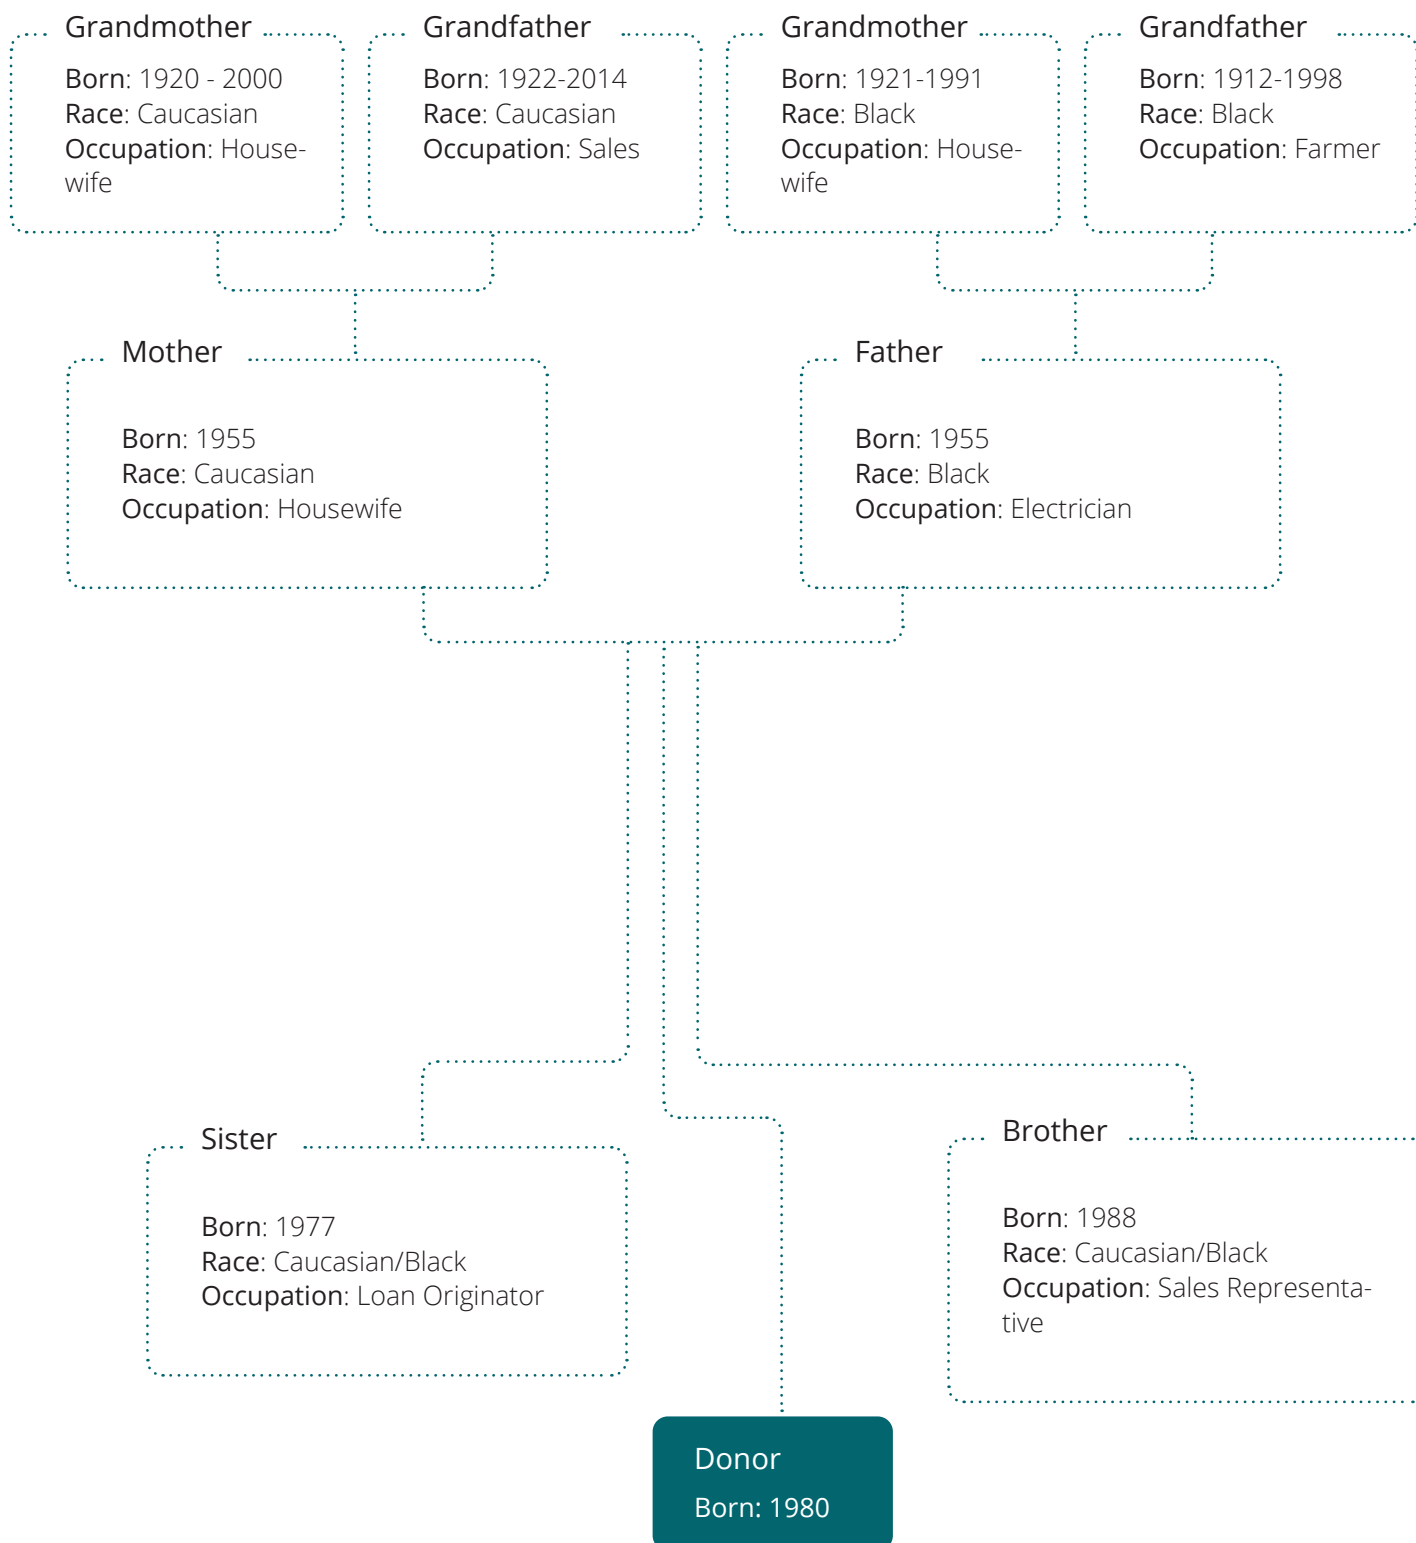 Grandmother
Born: 1920 - 2000
Race: Caucasian
Occupation: House-
wife
Grandfather
Born: 1922-2014
Race: Caucasian
Occupation: Sales
Grandmother
Born: 1921-1991
Race: Black
Occupation: House-
wife
Grandfather
Born: 1912-1998
Race: Black
Occupation: Farmer
Mother
Born: 1955
Race: Caucasian
Occupation: Housewife
Father
Born: 1955
Race: Black
Occupation: Electrician
Sister
Born: 1977
Race: Caucasian/Black
Occupation: Loan Originator
Brother
Born: 1988
Race: Caucasian/Black
Occupation: Sales Representa-
tive
Donor
Born: 1980